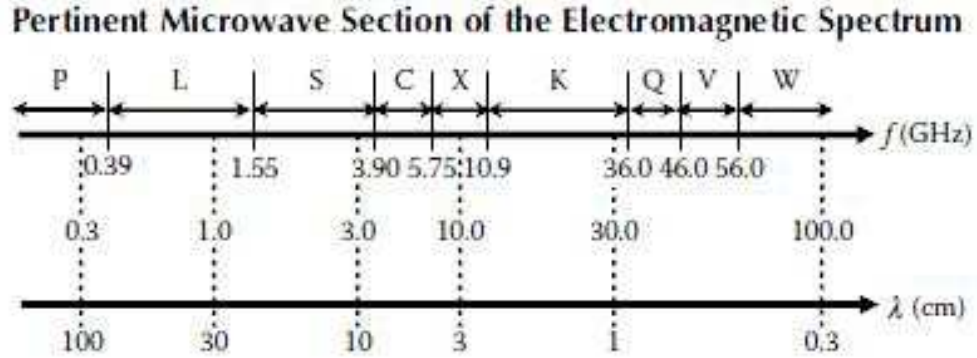 Pertinent Microwave Section of the Electromagnetic Spectrum
P L S C X K Q V W
f (GHz)
0.39 1.55 3.90 5.75 10.9 36.0 46.0 56.0
0.3 1.0 3.0 10.0 30.0 100.0
λ (cm)
100 30 10 3 1 0.3